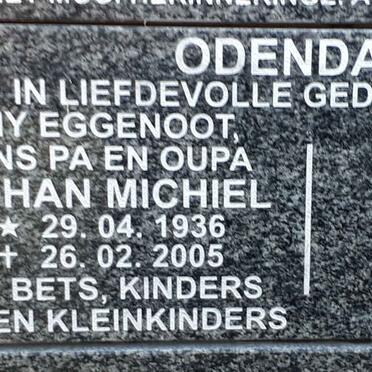 ODENDA
IN LIEFDEVOLLE GED
Y EGGENOOT,
NS PA EN OUPA
HAN MICHIEL
★ 29. 04. 1936
† 26. 02. 2005
BETS, KINDERS
EN KLEINKINDERS